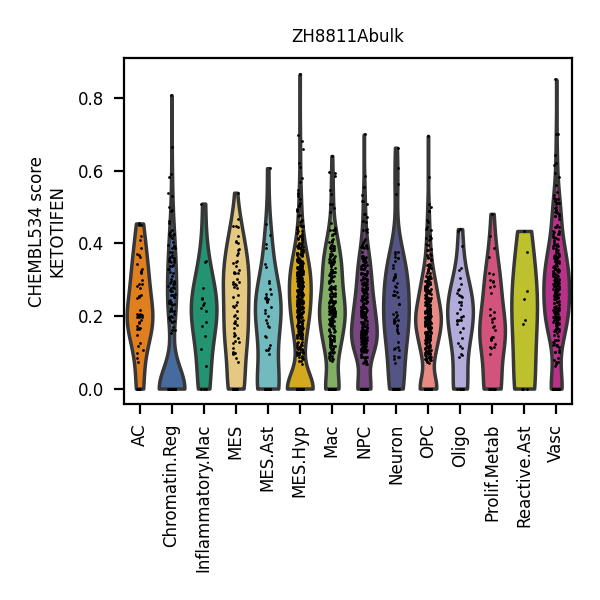 ZH8811Abulk
CHEMBL534 score
KETOTIFEN
0.8
0.6
0.4
0.2
0.0
AC
Chromatin.Reg
Inflammatory.Mac
MES
MES.Ast
MES.Hyp
Mac
NPC
Neuron
OPC
Oligo
Prolif.Metab
Reactive.Ast
Vasc